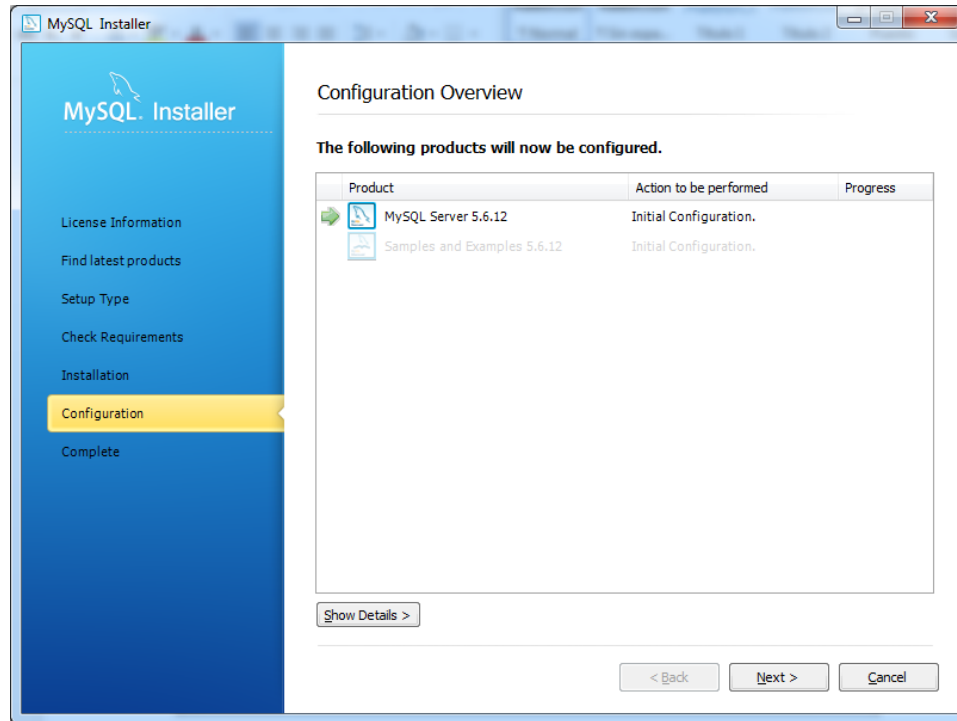 MySQL Installer
MySQL. Installer
License Information
Find latest products
Setup Type
Check Requirements
Installation
Configuration
Complete
Configuration Overview
The following products will now be configured.
Product Action to be performed Progress
MySQL Server 5.6.12 Initial Configuration.
Samples and Examples 5.6.12 Initial Configuration.
Show Details >
< Back Next > Cancel